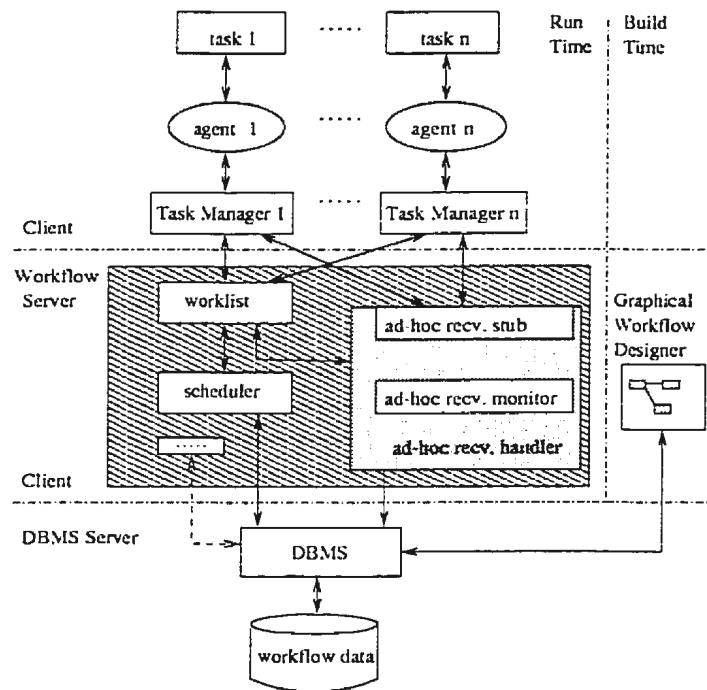 task 1
.....
task n
Run
Time
Build
Time
agent 1
.....
agent n
Task Manager 1
.....
Task Manager n
Client
Workflow
Server
worklist
ad-hoc recv. stub
Graphical
Workflow
Designer
scheduler
ad-hoc recv. monitor
.....
ad-hoc recv. handler
Client
DBMS Server
DBMS
workflow data